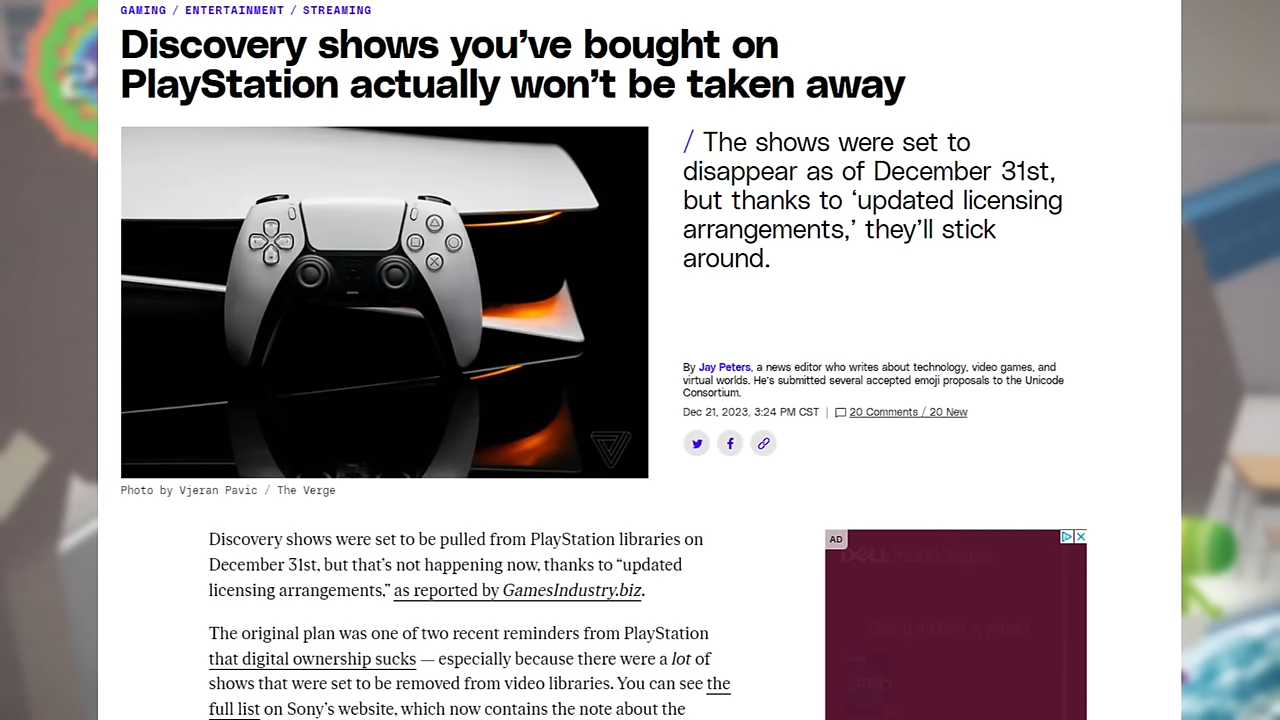 GAMING / ENTERTAINMENT / STREAMING
Discovery shows you’ve bought on
PlayStation actually won’t be taken away
/ The shows were set to
disappear as of December 31st,
but thanks to ‘updated licensing
arrangements,’ they’ll stick
around.
By Jay Peters, a news editor who writes about technology, video games, and
virtual worlds. He’s submitted several accepted emoji proposals to the Unicode
Consortium.
Dec 21, 2023, 3:24 PM CST | 20 Comments / 20 New
Photo by Vjeran Pavic / The Verge
Discovery shows were set to be pulled from PlayStation libraries on
December 31st, but that’s not happening now, thanks to “updated
licensing arrangements,” as reported by GamesIndustry.biz.
The original plan was one of two recent reminders from PlayStation
that digital ownership sucks — especially because there were a lot of
shows that were set to be removed from video libraries. You can see the
full list on Sony’s website, which now contains the note about the
AD
DELL Technologies